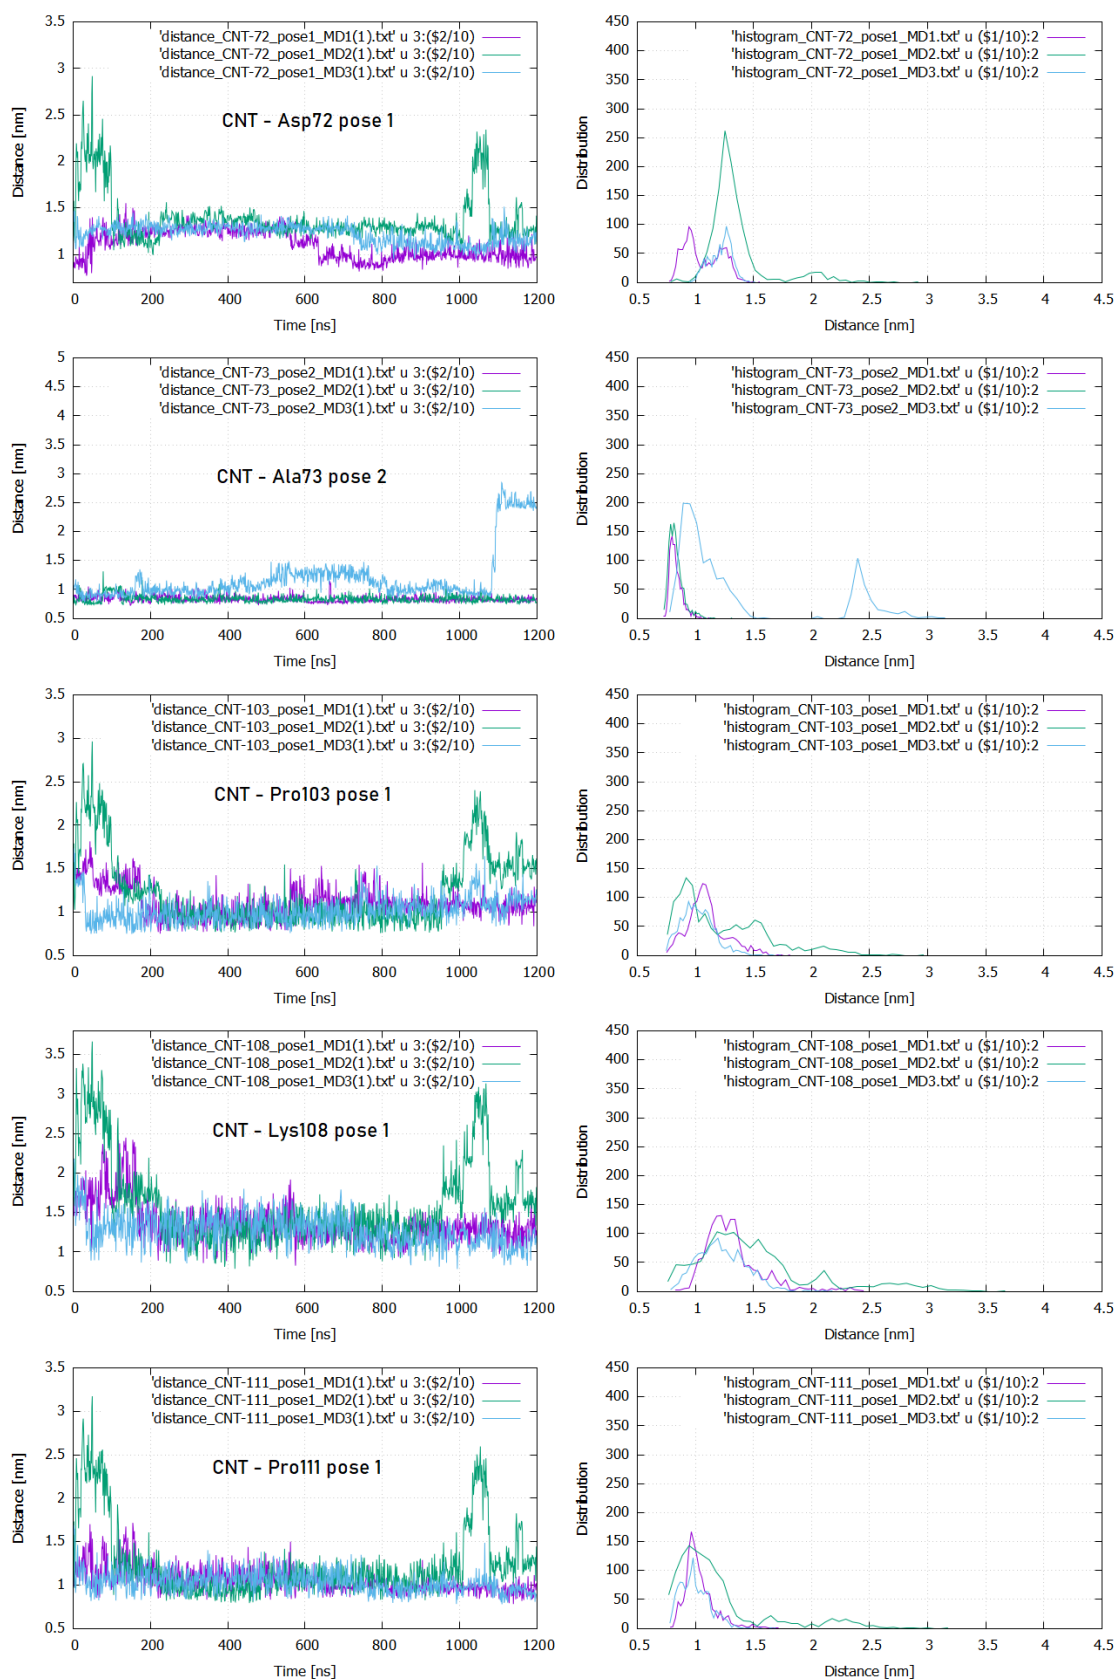 'distance_CNT-72_pose1_MD1(1).txt' u 3:($2/10)
'distance_CNT-72_pose1_MD2(1).txt' u 3:($2/10)
'distance_CNT-72_pose1_MD3(1).txt' u 3:($2/10)
CNT - Asp72 pose 1
Distance [nm]
3.5
3
2.5
2
1.5
1
0 200 400 600 800 1000 1200
Time [ns]
'histogram_CNT-72_pose1_MD1.txt' u ($1/10):2
'histogram_CNT-72_pose1_MD2.txt' u ($1/10):2
'histogram_CNT-72_pose1_MD3.txt' u ($1/10):2
Distribution
450
400
350
300
250
200
150
100
50
0
0.5 1 1.5 2 2.5 3 3.5 4 4.5
Distance [nm]
'distance_CNT-73_pose2_MD1(1).txt' u 3:($2/10)
'distance_CNT-73_pose2_MD2(1).txt' u 3:($2/10)
'distance_CNT-73_pose2_MD3(1).txt' u 3:($2/10)
CNT - Ala73 pose 2
Distance [nm]
5
4.5
4
3.5
3
2.5
2
1.5
1
0.5
0 200 400 600 800 1000 1200
Time [ns]
'histogram_CNT-73_pose2_MD1.txt' u ($1/10):2
'histogram_CNT-73_pose2_MD2.txt' u ($1/10):2
'histogram_CNT-73_pose2_MD3.txt' u ($1/10):2
Distribution
450
400
350
300
250
200
150
100
50
0
0.5 1 1.5 2 2.5 3 3.5 4 4.5
Distance [nm]
'distance_CNT-103_pose1_MD1(1).txt' u 3:($2/10)
'distance_CNT-103_pose1_MD2(1).txt' u 3:($2/10)
'distance_CNT-103_pose1_MD3(1).txt' u 3:($2/10)
CNT - Pro103 pose 1
Distance [nm]
3.5
3
2.5
2
1.5
1
0.5
0 200 400 600 800 1000 1200
Time [ns]
'histogram_CNT-103_pose1_MD1.txt' u ($1/10):2
'histogram_CNT-103_pose1_MD2.txt' u ($1/10):2
'histogram_CNT-103_pose1_MD3.txt' u ($1/10):2
Distribution
450
400
350
300
250
200
150
100
50
0
0.5 1 1.5 2 2.5 3 3.5 4 4.5
Distance [nm]
'distance_CNT-108_pose1_MD1(1).txt' u 3:($2/10)
'distance_CNT-108_pose1_MD2(1).txt' u 3:($2/10)
'distance_CNT-108_pose1_MD3(1).txt' u 3:($2/10)
CNT - Lys108 pose 1
Distance [nm]
3.5
3
2.5
2
1.5
1
0.5
0 200 400 600 800 1000 1200
Time [ns]
'histogram_CNT-108_pose1_MD1.txt' u ($1/10):2
'histogram_CNT-108_pose1_MD2.txt' u ($1/10):2
'histogram_CNT-108_pose1_MD3.txt' u ($1/10):2
Distribution
450
400
350
300
250
200
150
100
50
0
0.5 1 1.5 2 2.5 3 3.5 4 4.5
Distance [nm]
'distance_CNT-111_pose1_MD1(1).txt' u 3:($2/10)
'distance_CNT-111_pose1_MD2(1).txt' u 3:($2/10)
'distance_CNT-111_pose1_MD3(1).txt' u 3:($2/10)
CNT - Pro111 pose 1
Distance [nm]
3.5
3
2.5
2
1.5
1
0.5
0 200 400 600 800 1000 1200
Time [ns]
'histogram_CNT-111_pose1_MD1.txt' u ($1/10):2
'histogram_CNT-111_pose1_MD2.txt' u ($1/10):2
'histogram_CNT-111_pose1_MD3.txt' u ($1/10):2
Distribution
450
400
350
300
250
200
150
100
50
0
0.5 1 1.5 2 2.5 3 3.5 4 4.5
Distance [nm]